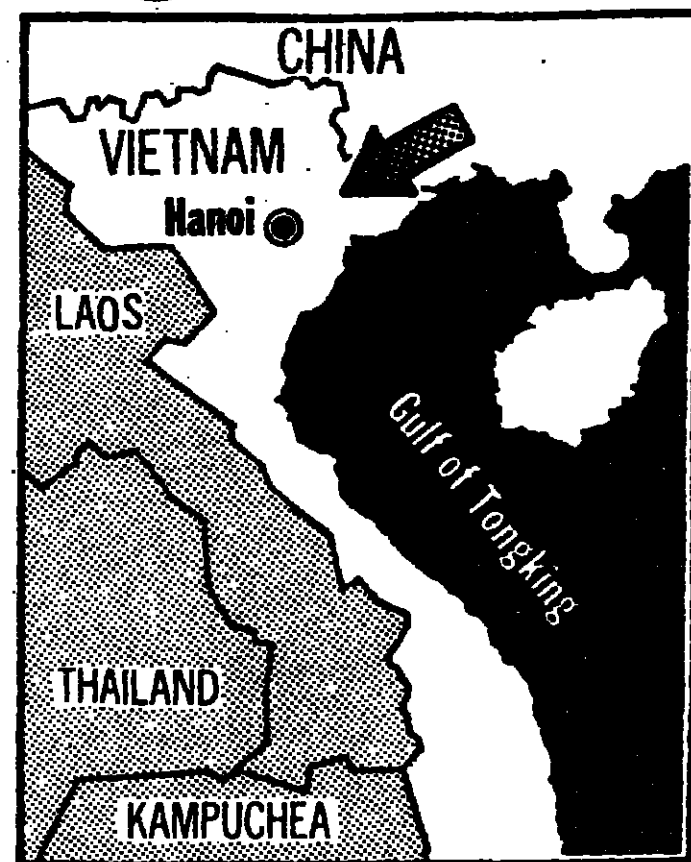 CHINA
VIETNAM
Hanoi
LAOS
Gulf of Tongking
THAILAND
KAMPUCHEA